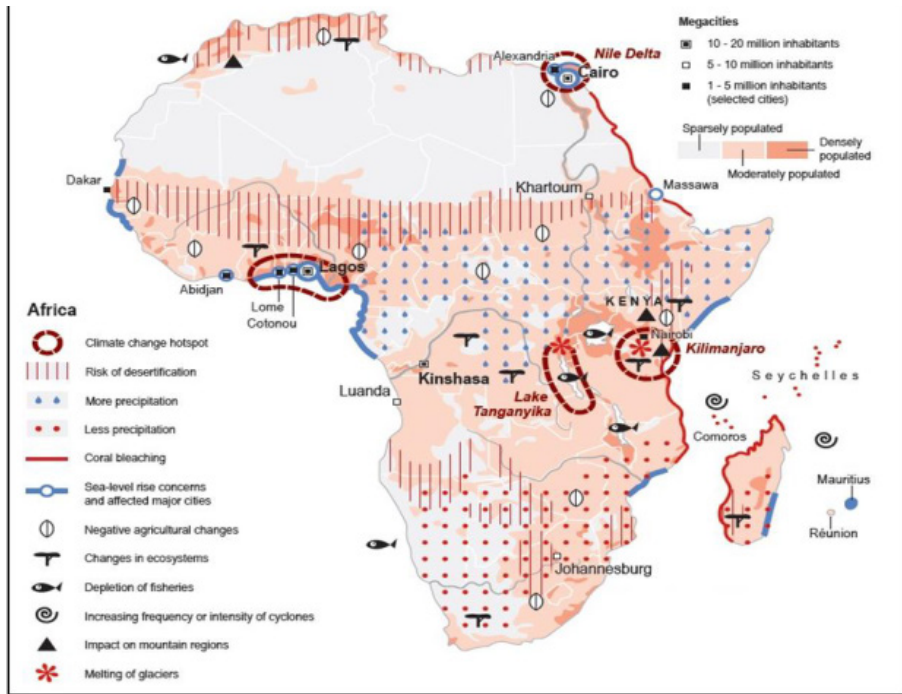 Megacities
10 - 20 million inhabitants
5 - 10 million inhabitants
1 - 5 million inhabitants
(selected cities)
Sparsely populated
Densely
populated
Moderately populated
Alexandria
Nile Delta
Cairo
Dakar
Khartoum
Massawa
Lagos
Abidjan
Lome
Cotonou
KENYA
Nairobi
Kilimanjaro
Kinshasa
Luanda
Lake
Tanganyika
Seychelles
Comoros
Mauritius
Réunion
Johannesburg
Africa
Climate change hotspot
Risk of desertification
More precipitation
Less precipitation
Coral bleaching
Sea-level rise concerns
and affected major cities
Negative agricultural changes
Changes in ecosystems
Depletion of fisheries
Increasing frequency or intensity of cyclones
Impact on mountain regions
Melting of glaciers